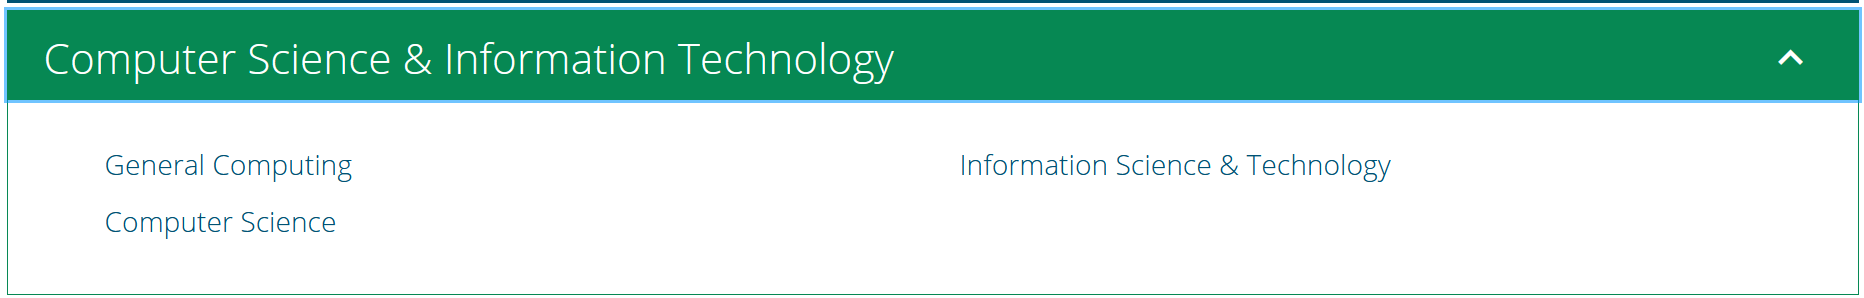 Computer Science & Information Technology
General Computing
Computer Science
Information Science & Technology